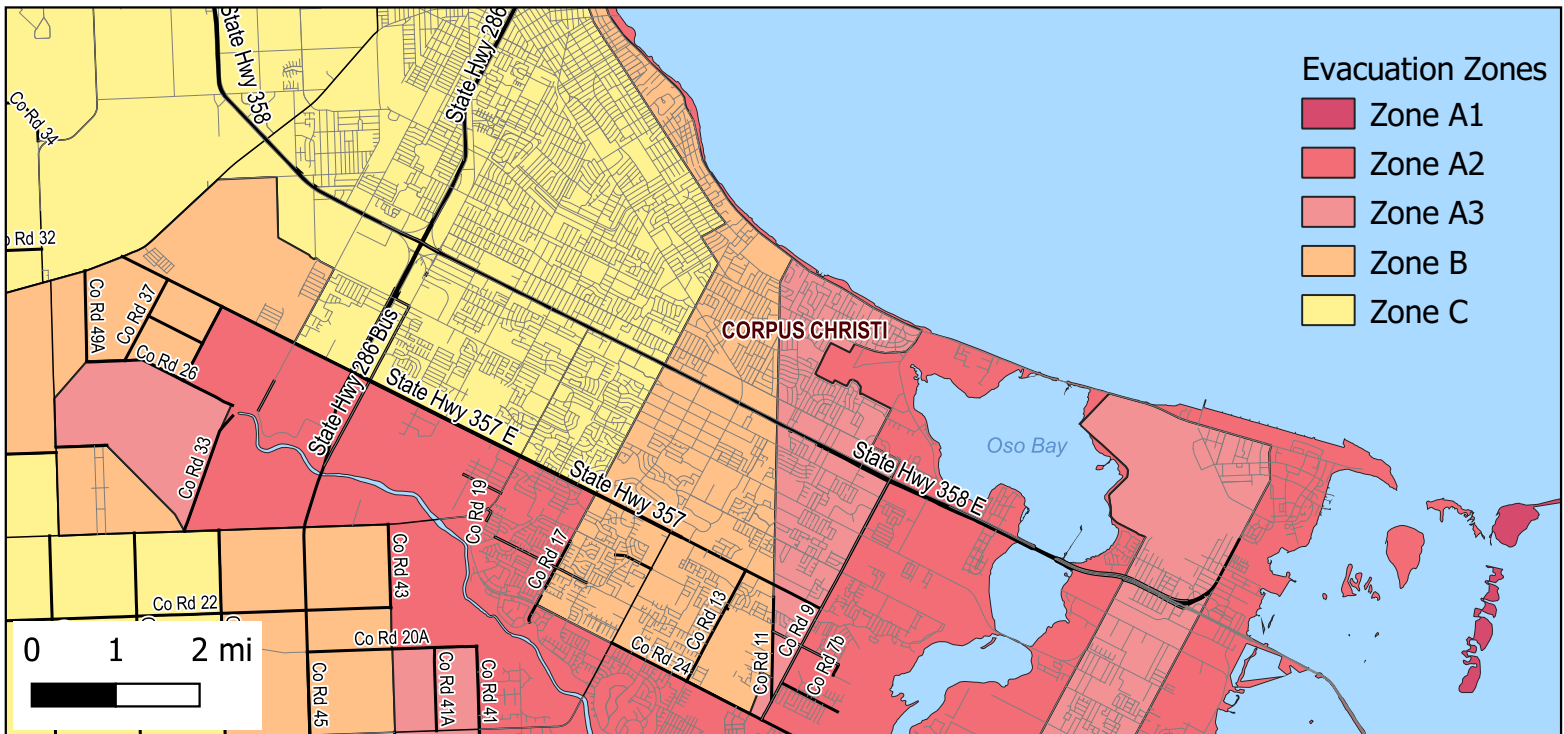 State Hwy 358
State Hwy 286
Co Rd 34
Rd 32
Evacuation Zones
Zone A1
Zone A2
Zone A3
Zone B
Zone C
Co Rd 49A
Co Rd 37
Co Rd 26
State Hwy 286 Bus
CORPUS CHRISTI
State Hwy 357 E
Oso Bay
Co Rd 33
Co Rd 19
State Hwy 357
State Hwy 358 E
Co Rd 17
Co Rd 43
Co Rd 22
Co Rd 13
Co Rd 9
Co Rd 20A
Co Rd 24
Co Rd 11
Co Rd 7b
Co Rd 45
Co Rd 41A
Co Rd 41
0 1 2 mi